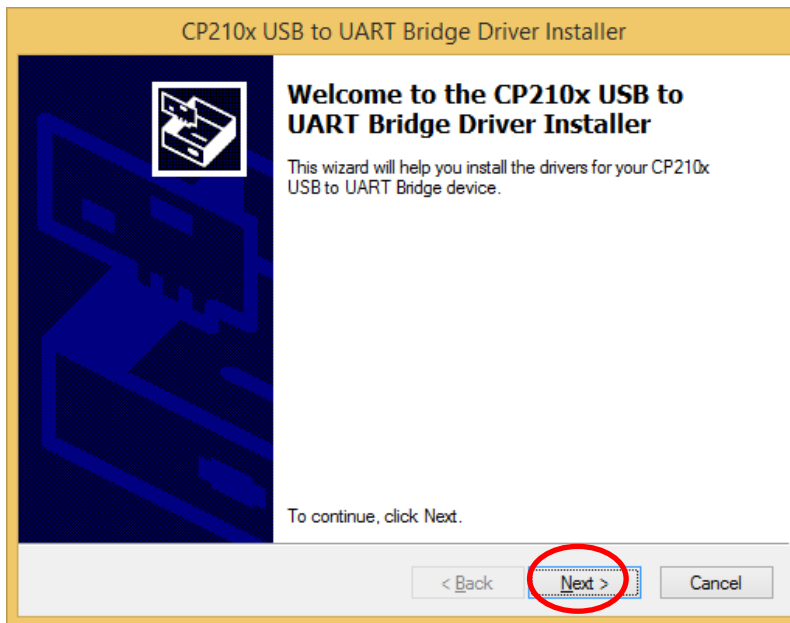 CP210x USB to UART Bridge Driver Installer
Welcome to the CP210x USB to
UART Bridge Driver Installer
This wizard will help you install the drivers for your CP210x
USB to UART Bridge device.
To continue, click Next.
< Back Next > Cancel